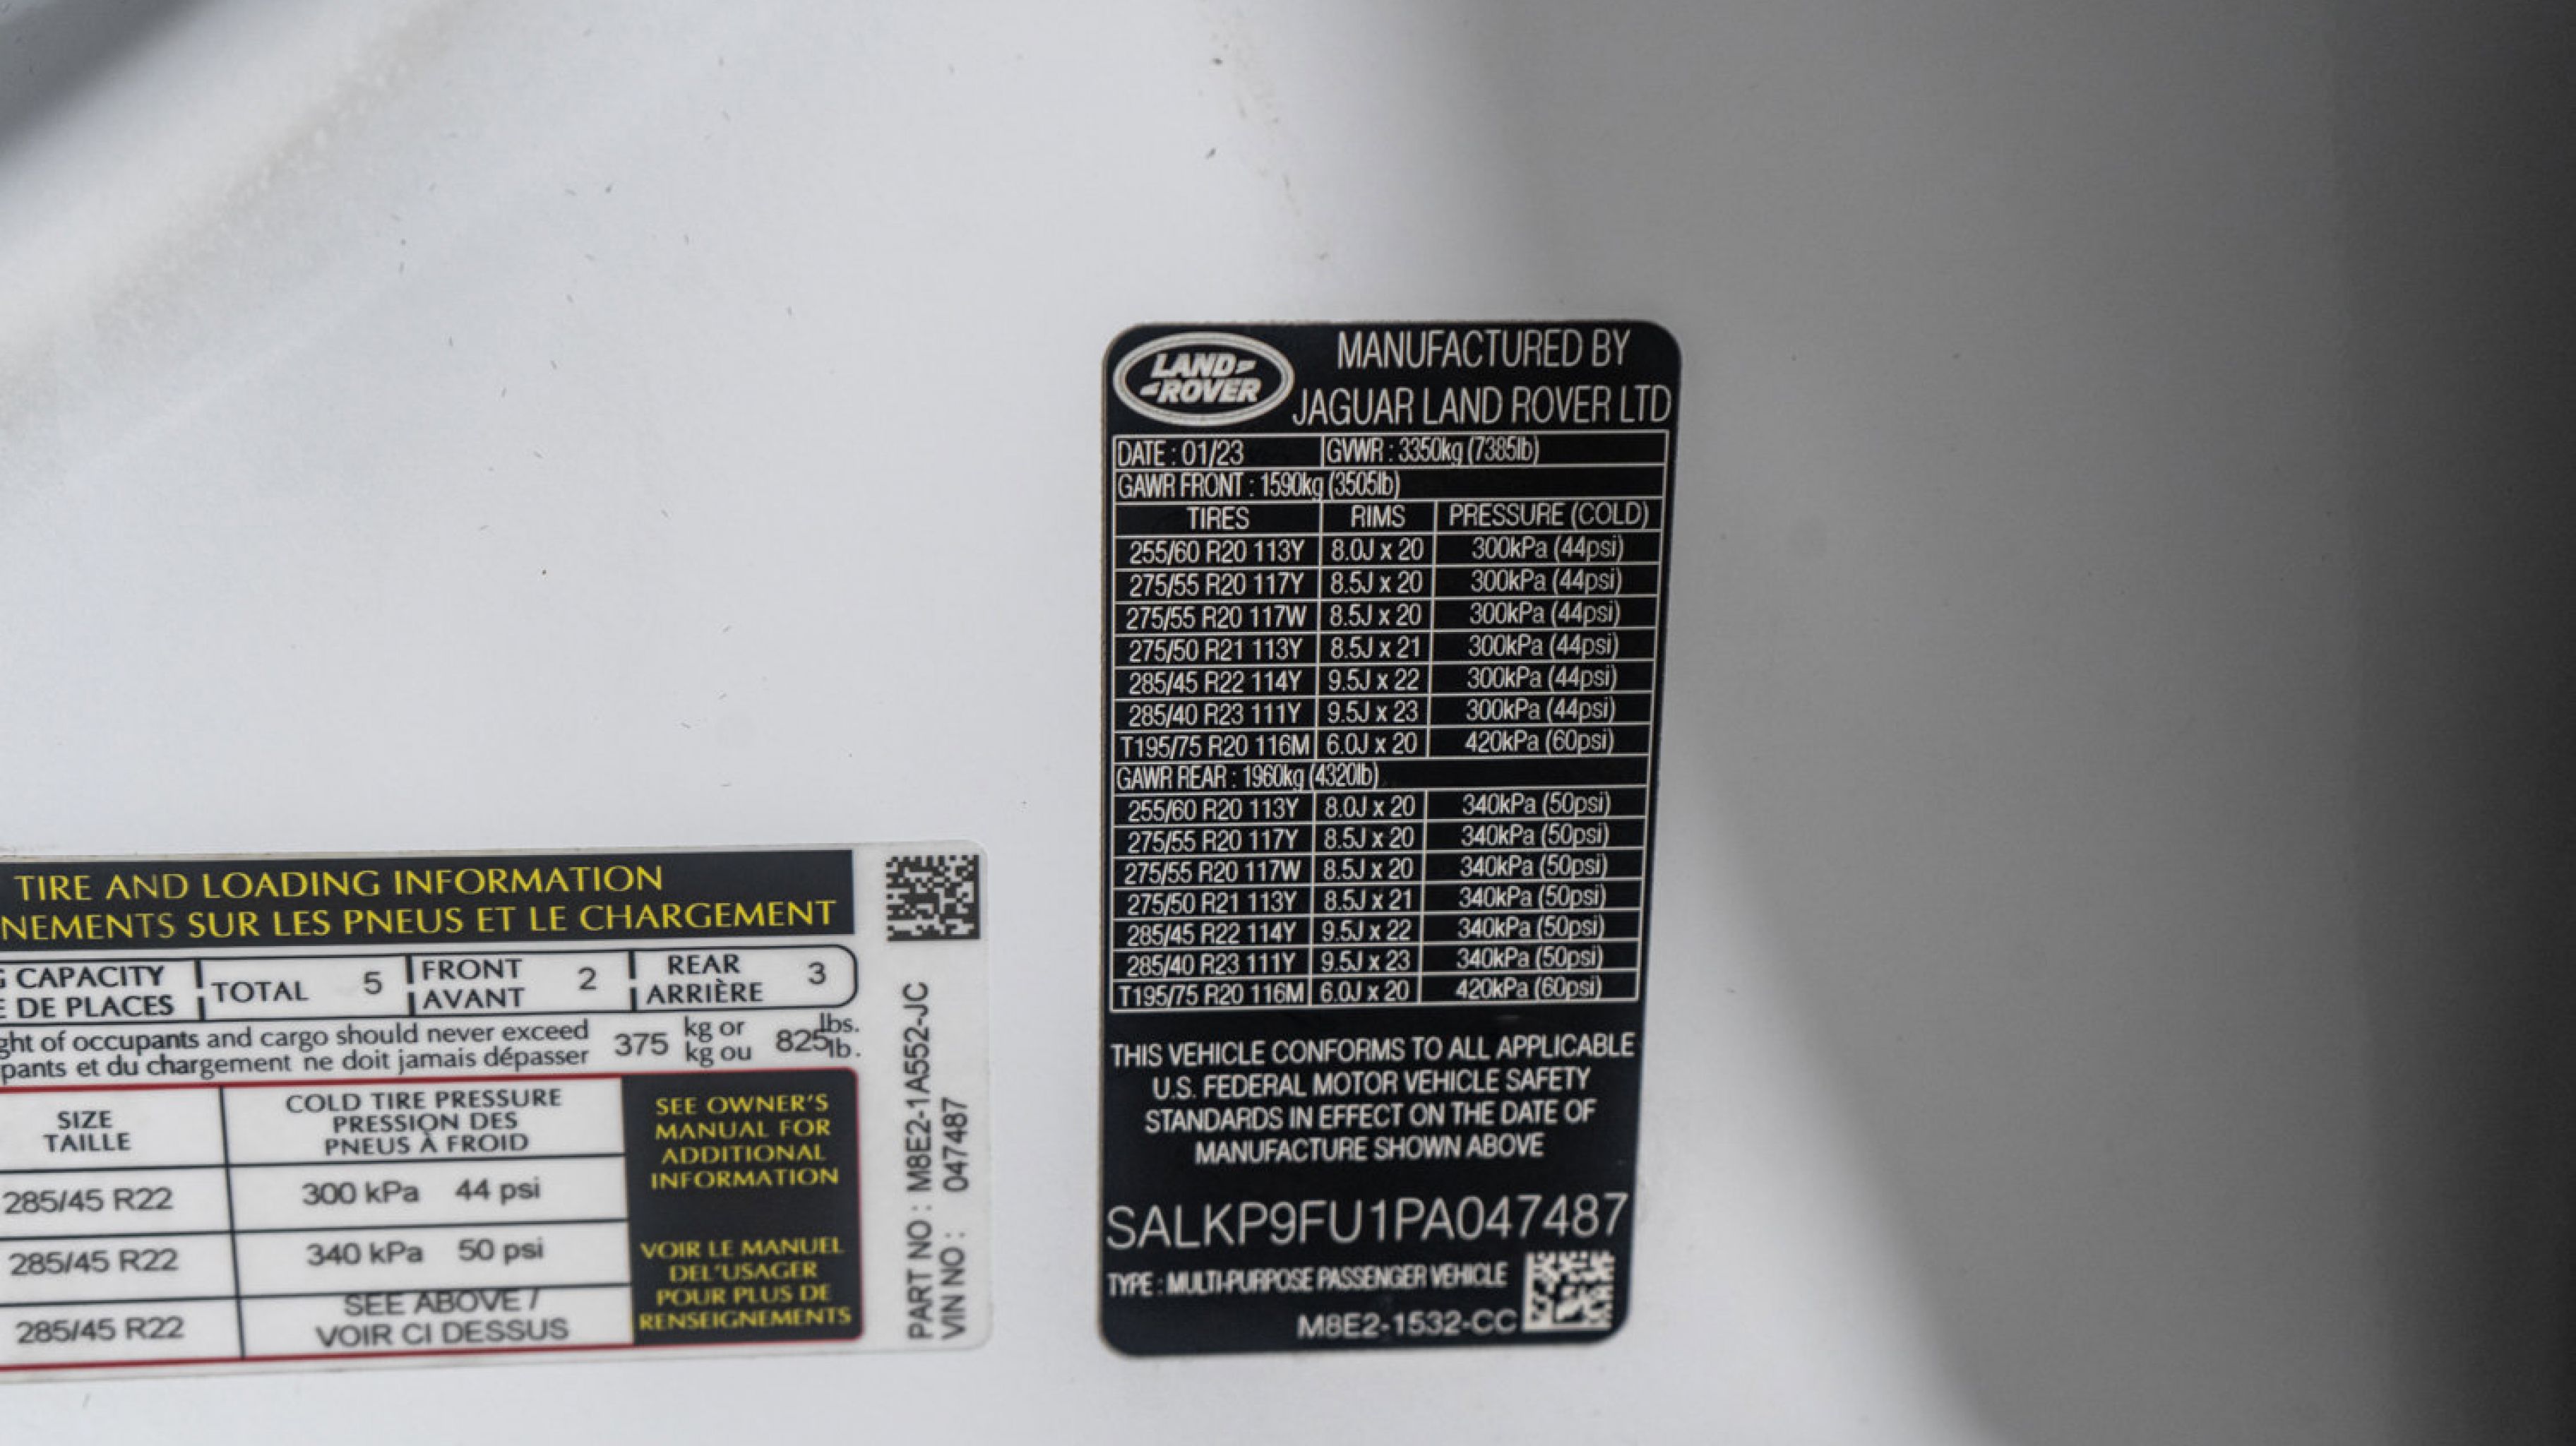 LAND-
-ROVER
MANUFACTURED BY
JAGUAR LAND ROVER LTD
DATE : 01/23 GVWR : 3350kg (7385lb)
GAWR FRONT : 1590kg (3505lb)
TIRES RIMS PRESSURE (COLD)
255/60 R20 113Y 8.0J x 20 300kPa (44psi)
275/55 R20 117Y 8.5J x 20 300kPa (44psi)
275/55 R20 117W 8.5J x 20 300kPa (44psi)
275/50 R21 113Y 8.5J x 21 300kPa (44psi)
285/45 R22 114Y 9.5J x 22 300kPa (44psi)
285/40 R23 111Y 9.5J x 23 300kPa (44psi)
T195/75 R20 116M 6.0J x 20 420kPa (60psi)
GAWR REAR : 1960kg (4320lb)
255/60 R20 113Y 8.0J x 20 340kPa (50psi)
275/55 R20 117Y 8.5J x 20 340kPa (50psi)
275/55 R20 117W 8.5J x 20 340kPa (50psi)
275/50 R21 113Y 8.5J x 21 340kPa (50psi)
285/45 R22 114Y 9.5J x 22 340kPa (50psi)
285/40 R23 111Y 9.5J x 23 340kPa (50psi)
T195/75 R20 116M 6.0J x 20 420kPa (60psi)
THIS VEHICLE CONFORMS TO ALL APPLICABLE
U.S. FEDERAL MOTOR VEHICLE SAFETY
STANDARDS IN EFFECT ON THE DATE OF
MANUFACTURE SHOWN ABOVE
SALKP9FU1PA047487
TYPE : MULTI-PURPOSE PASSENGER VEHICLE
M8E2-1532-CC
TIRE AND LOADING INFORMATION
NEMENTS SUR LES PNEUS ET LE CHARGEMENT
G CAPACITY
E DE PLACES
TOTAL 5
FRONT
AVANT
2
REAR
ARRIÈRE
3
ght of occupants and cargo should never exceed
pants et du chargement ne doit jamais dépasser
375
kg or
kg ou
825
lbs.
lb.
SIZE
TAILLE
COLD TIRE PRESSURE
PRESSION DES
PNEUS À FROID
285/45 R22 300 kPa 44 psi
285/45 R22 340 kPa 50 psi
285/45 R22
SEE ABOVE /
VOIR CI DESSUS
SEE OWNER'S
MANUAL FOR
ADDITIONAL
INFORMATION
VOIR LE MANUEL
DEL'USAGER
POUR PLUS DE
RENSEIGNEMENTS
PART NO : M8E2-1A552-JC
VIN NO : 047487